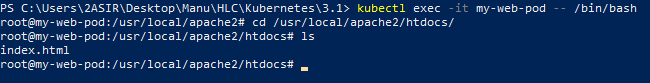 PS C:\Users\2ASIR\Desktop\Manu\HLC\Kubernetes\3.1> kubectl exec -it my-web-pod -- /bin/bash
root@my-web-pod:/usr/local/apache2# cd /usr/local/apache2/htdocs/
root@my-web-pod:/usr/local/apache2/htdocs# ls
index.html
root@my-web-pod:/usr/local/apache2/htdocs#